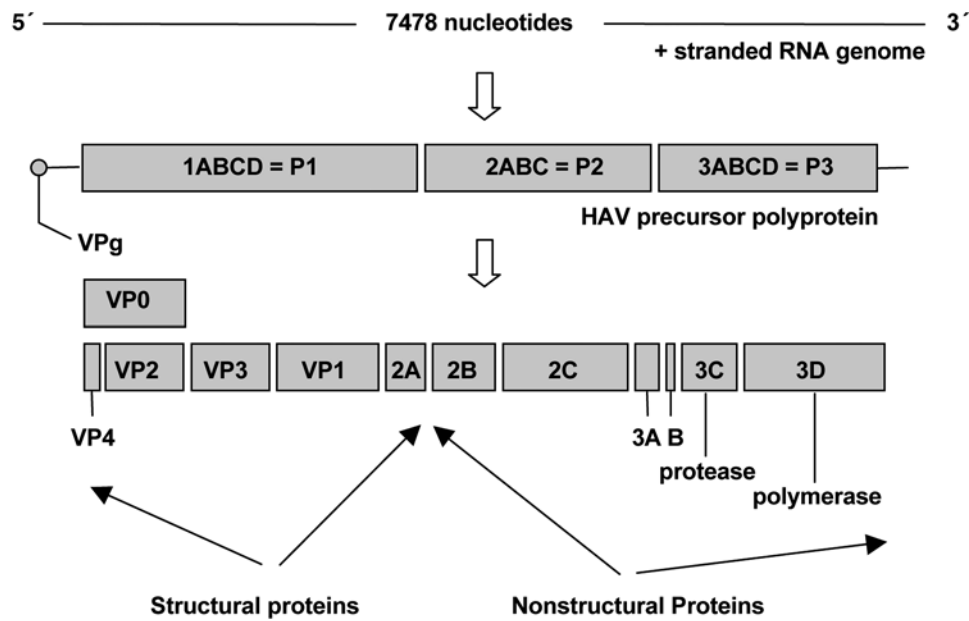 5´ 7478 nucleotides 3´
+ stranded RNA genome
1ABCD = P1 2ABC = P2 3ABCD = P3
HAV precursor polyprotein
VPg
VP0
VP2 VP3 VP1 2A 2B 2C 3C 3D
VP4 3A B
protease
polymerase
Structural proteins Nonstructural Proteins